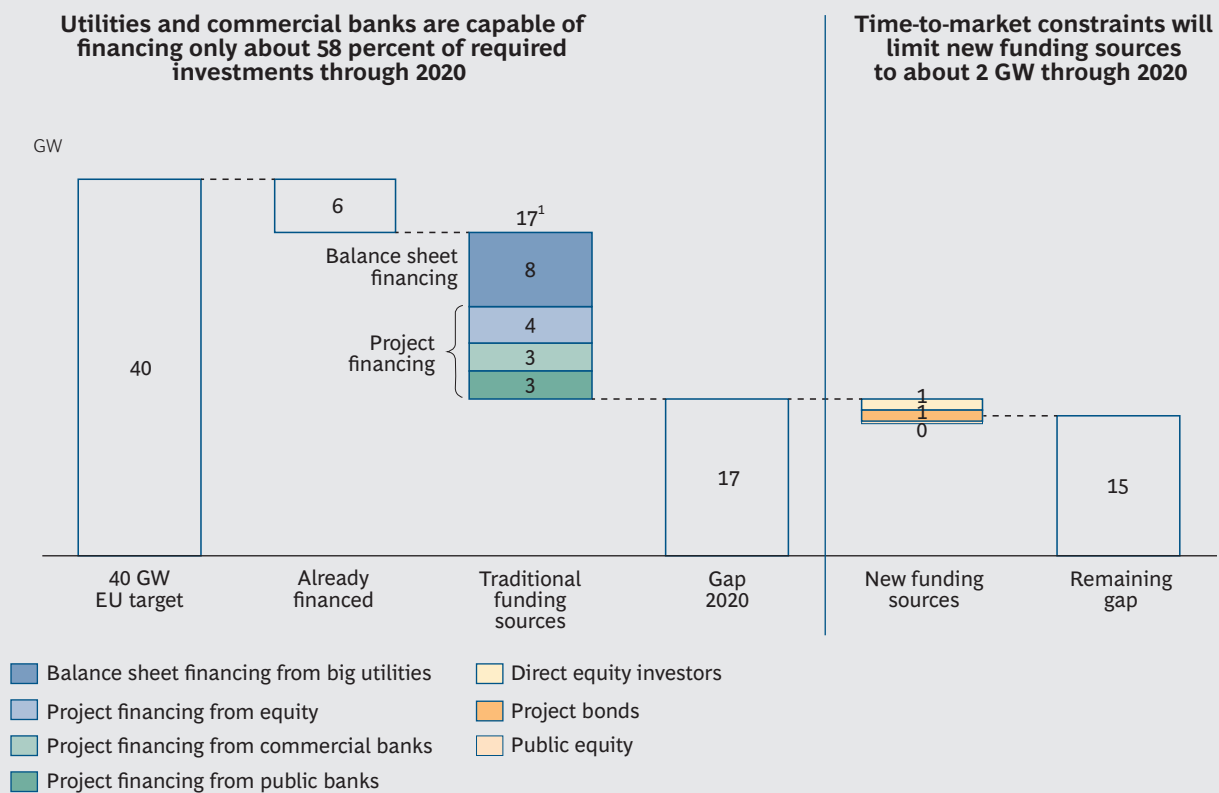 Utilities and commercial banks are capable of
financing only about 58 percent of required
investments through 2020
Time-to-market constraints will
limit new funding sources
to about 2 GW through 2020
GW
40
6
17¹
Balance sheet
financing
8
Project
financing
4
3
3
17
1
1
0
15
40 GW
EU target
Already
financed
Traditional
funding
sources
Gap
2020
New funding
sources
Remaining
gap
Balance sheet financing from big utilities
Project financing from equity
Project financing from commercial banks
Project financing from public banks
Direct equity investors
Project bonds
Public equity